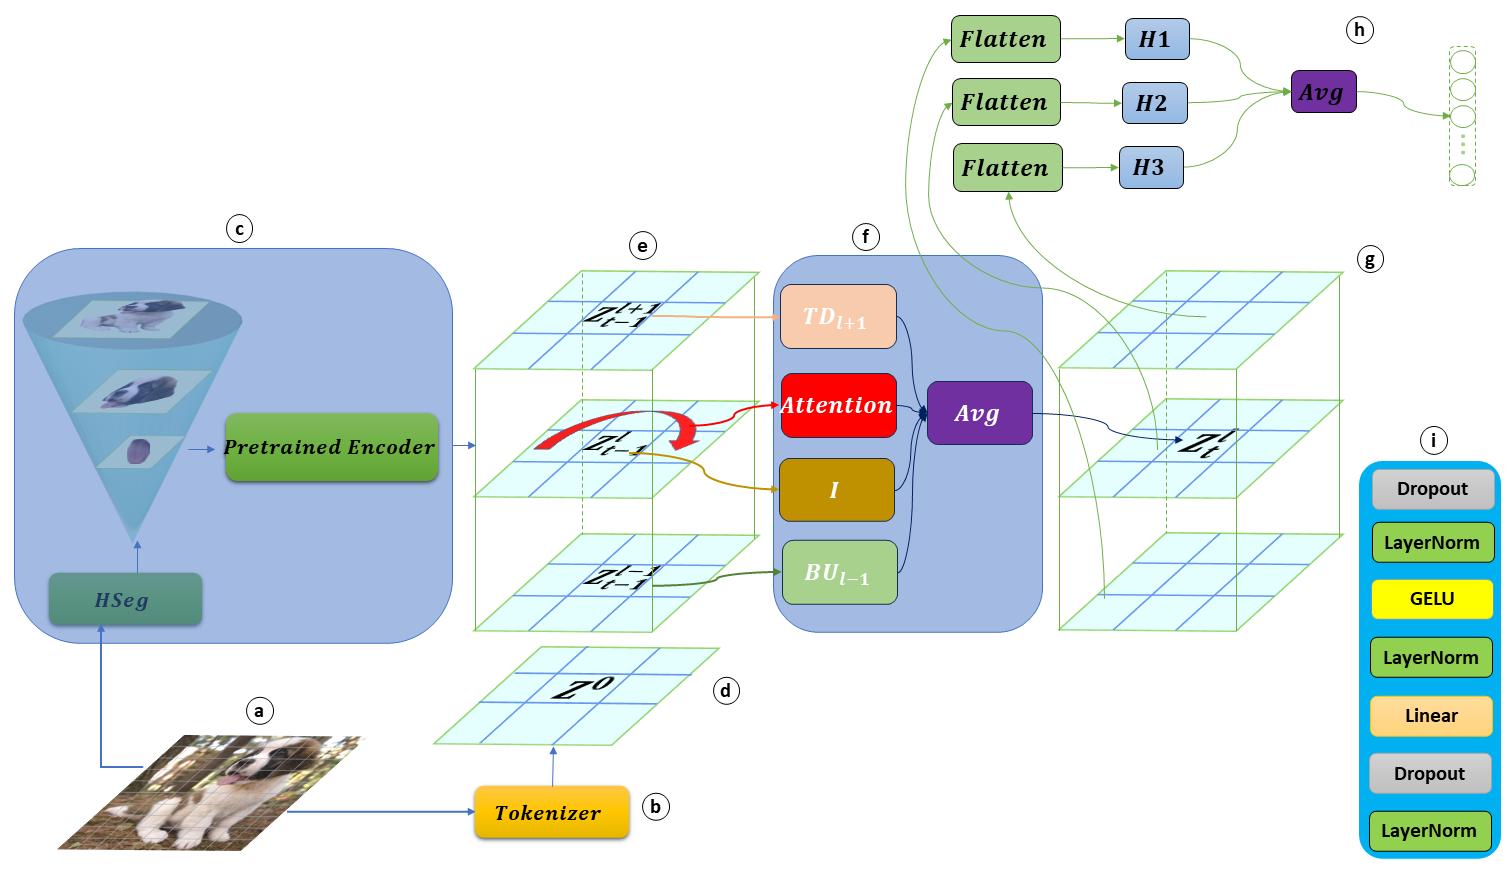 Flatten
H1
h
Flatten
H2
Avg
Flatten
H3
c
e
f
g
Z_{t-1}^{l+1}
TD_{l+1}
Attention
Avg
Z_{t-1}^{l}
Z_t^l
Pretrained Encoder
I
i
Z_{t-1}^{l-1}
BU_{l-1}
HSeg
Dropout
LayerNorm
GELU
LayerNorm
Linear
Dropout
LayerNorm
Z^0
d
a
Tokenizer
b